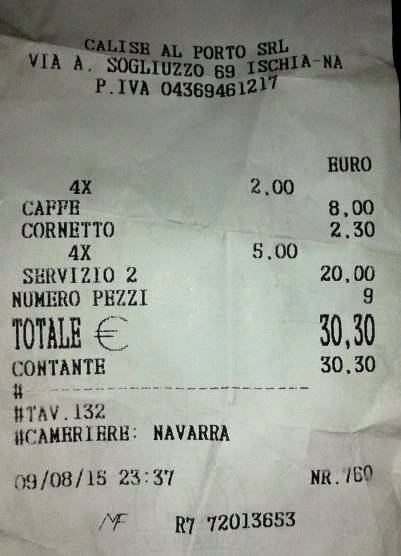 CALISE AL PORTO SRL
VIA A. SOGLIUZZO 69 ISCHIA-NA
P.IVA 04369461217
EURO
4X 2,00
CAFFE 8,00
CORNETTO 2,30
4X 5,00
SERVIZIO 2 20,00
NUMERO PEZZI 9
TOTALE € 30,30
CONTANTE 30,30
#--------------------------------
#TAV.132
#CAMERIERE: NAVARRA
09/08/15 23:37 NR.760
MF R7 72013653